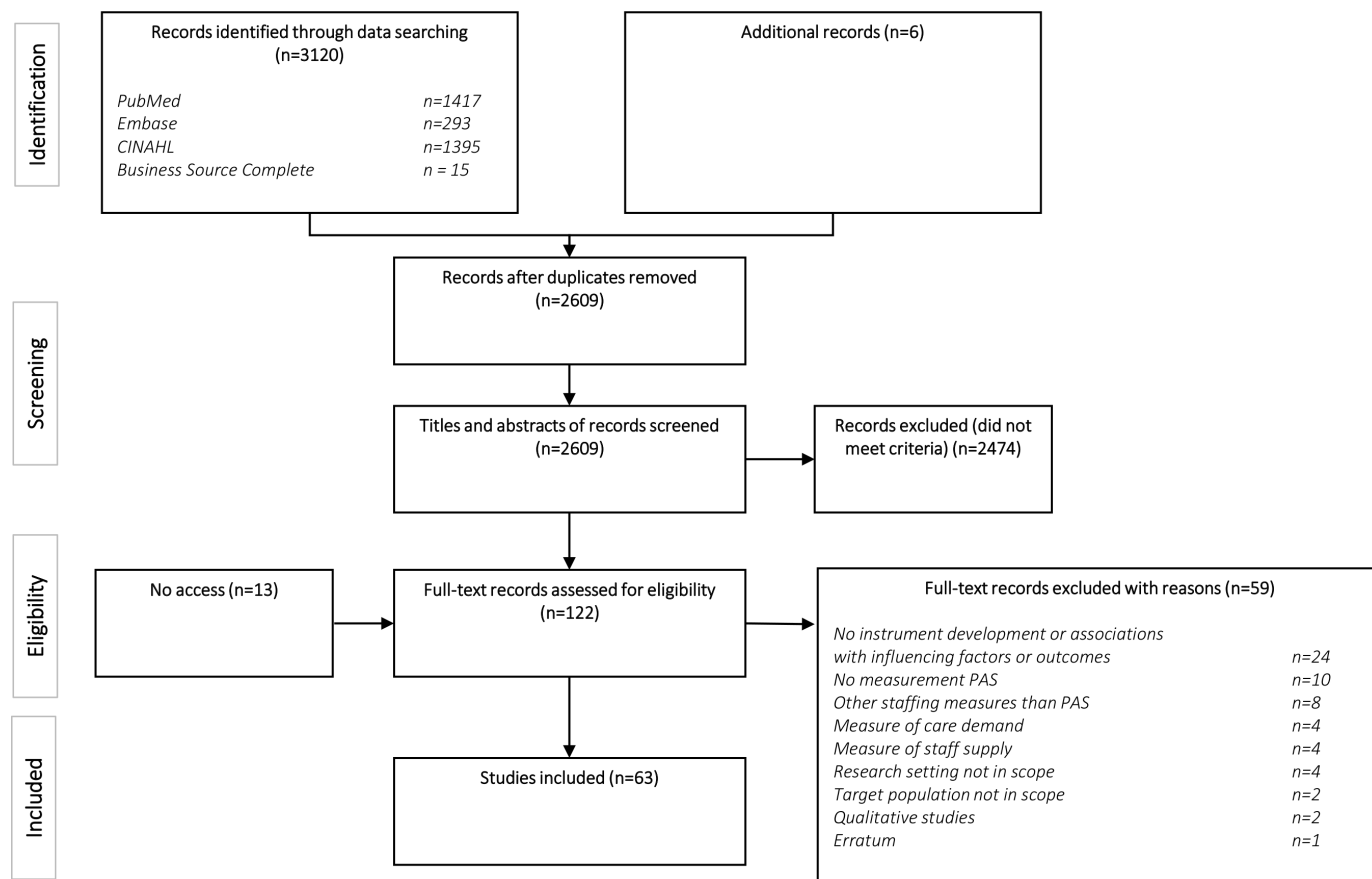 Identification
Records identified through data searching
(n=3120)
PubMed n=1417
Embase n=293
CINAHL n=1395
Business Source Complete n = 15
Additional records (n=6)
Screening
Records after duplicates removed
(n=2609)
Titles and abstracts of records screened
(n=2609)
Records excluded (did not
meet criteria) (n=2474)
Eligibility
No access (n=13)
Full-text records assessed for eligibility
(n=122)
Full-text records excluded with reasons (n=59)
No instrument development or associations
with influencing factors or outcomes n=24
No measurement PAS n=10
Other staffing measures than PAS n=8
Measure of care demand n=4
Measure of staff supply n=4
Research setting not in scope n=4
Target population not in scope n=2
Qualitative studies n=2
Erratum n=1
Included
Studies included (n=63)